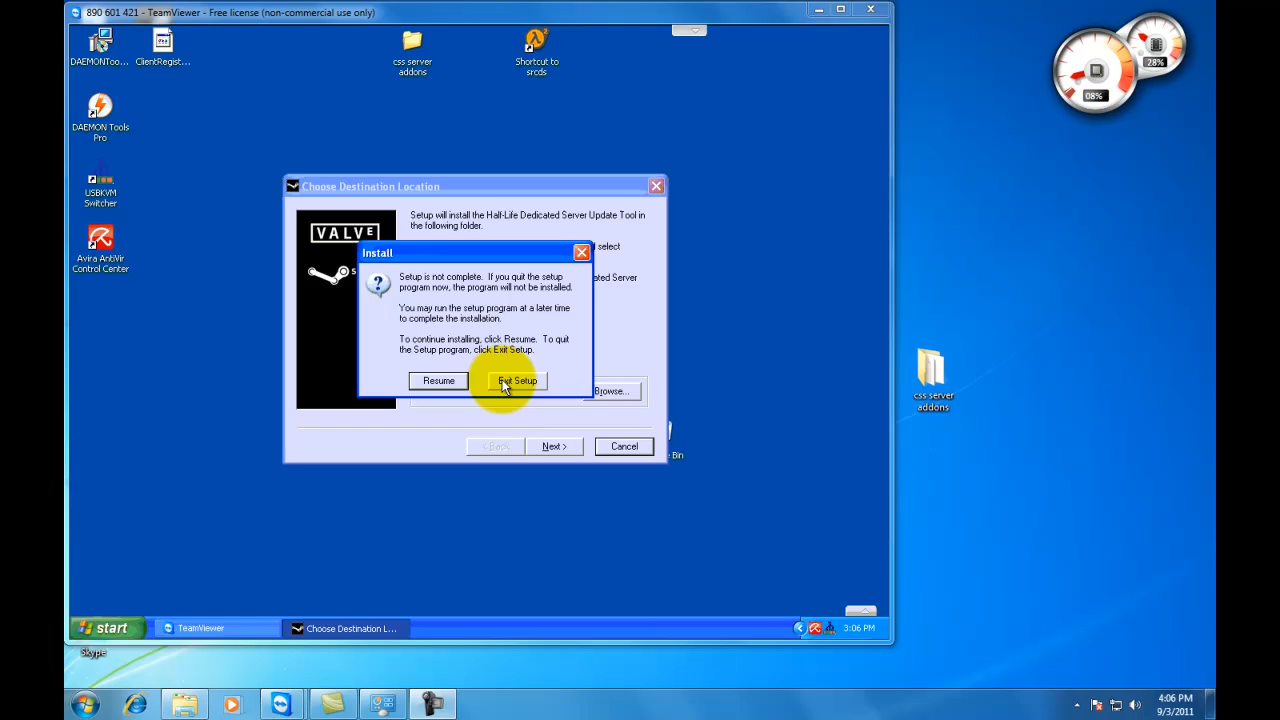 890 601 421 - TeamViewer - Free license (non-commercial use only)
DAEMONToo...
ClientRegist...
css server
addons
Shortcut to
srcds
28%
08%
DAEMON Tools
Pro
USBKVM
Switcher
Avira AntiVir
Control Center
Choose Destination Location
VALVE
Setup will install the Half-Life Dedicated Server Update Tool in
the following folder.
select
Server
Install
Setup is not complete. If you quit the setup
program now, the program will not be installed.
You may run the setup program at a later time
to complete the installation.
To continue installing, click Resume. To quit
the Setup program, click Exit Setup.
Resume
Exit Setup
Browse...
< Back
Next >
Cancel
Bin
css server
addons
start
TeamViewer
Choose Destination L...
3:06 PM
Skype
4:06 PM
9/3/2011